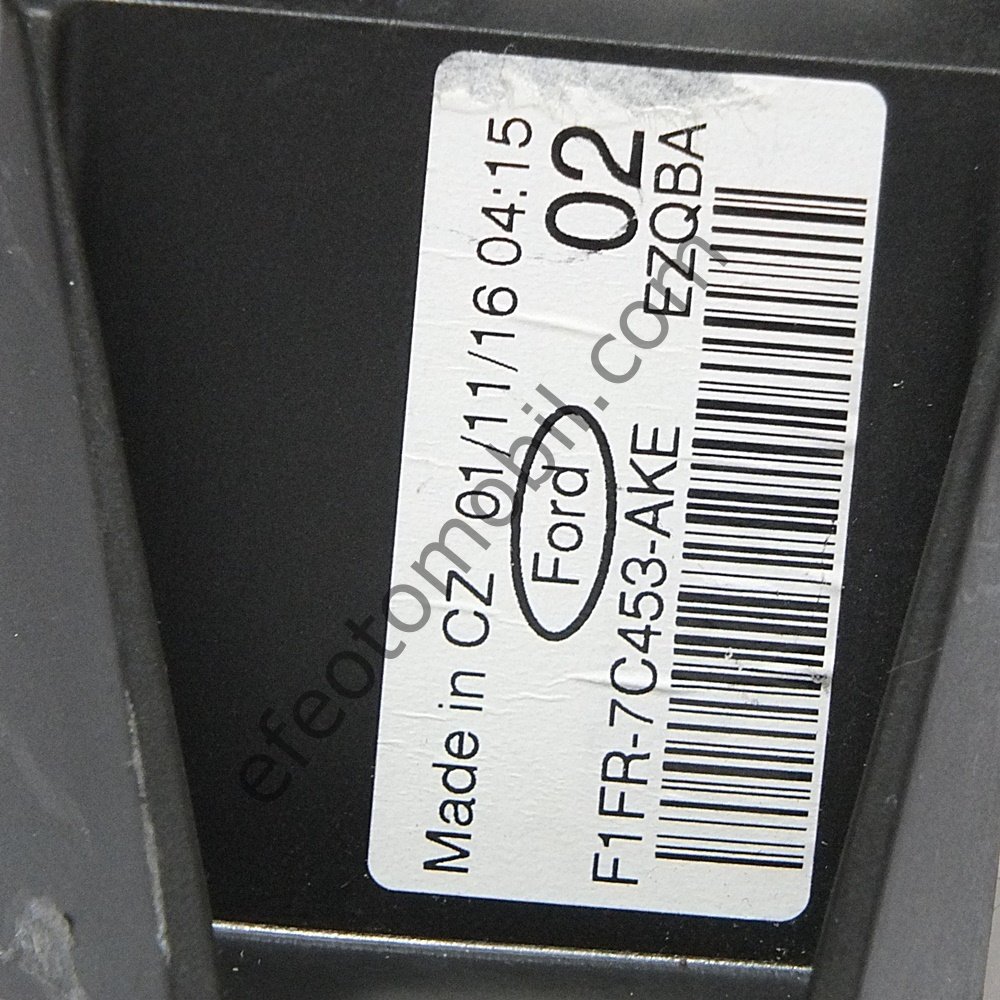 Made in CZ 01/11/16 04:15
Ford 02
F1FR-7C453-AKE EZQBA
efeotomobil.com